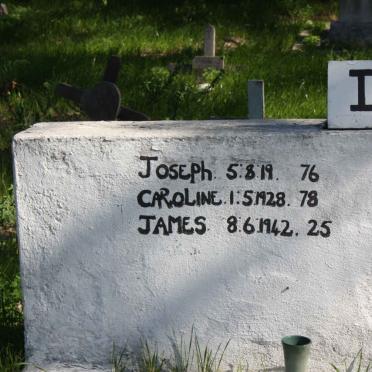 JOSEPH 5.8.19. 76
CAROLINE. 1.5.1928. 78
JAMES 8.6.1942. 25